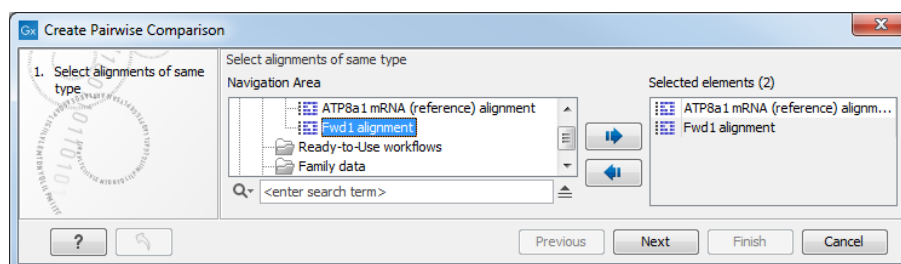 Gx Create Pairwise Comparison
1. Select alignments of same
type
Select alignments of same type
Navigation Area
ATP8a1 mRNA (reference) alignment
Fwd1 alignment
Ready-to-Use workflows
Family data
<enter search term>
Selected elements (2)
ATP8a1 mRNA (reference) alignm...
Fwd1 alignment
?
Previous
Next
Finish
Cancel